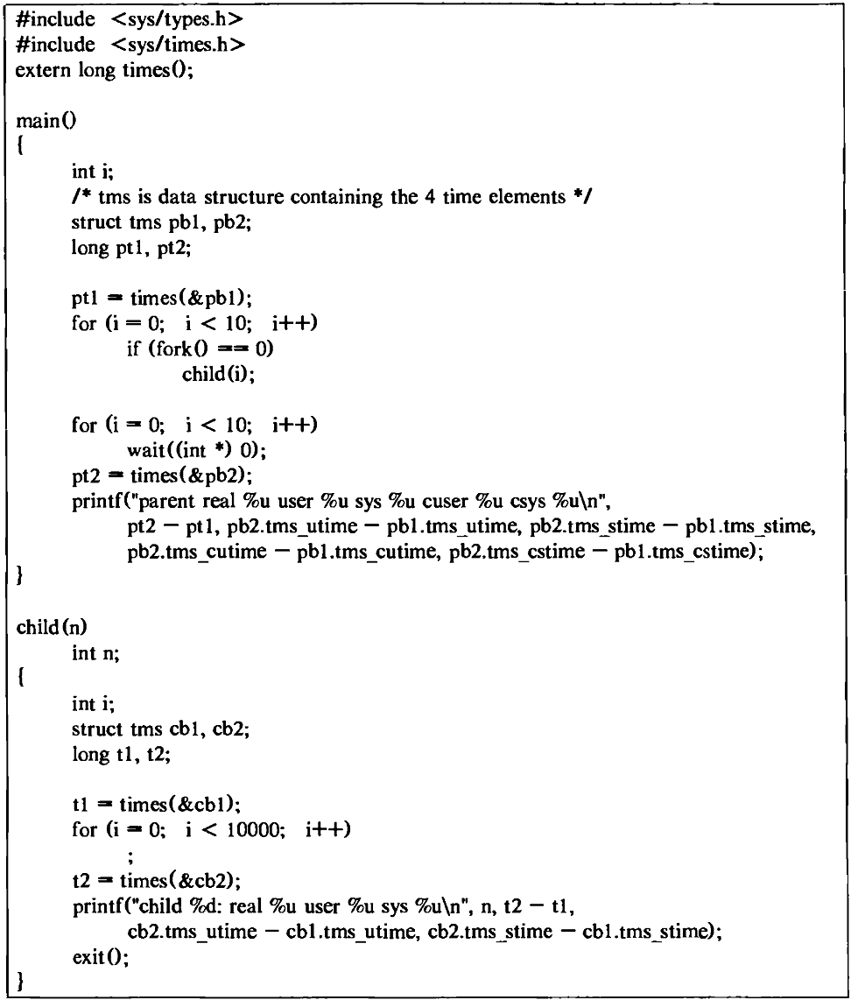 #include <sys/types.h>
#include <sys/times.h>
extern long times();

main()
{
      int i;
      /* tms is data structure containing the 4 time elements */
      struct tms pb1, pb2;
      long pt1, pt2;

      pt1 = times(&pb1);
      for (i = 0;  i < 10;  i++)
            if (fork() == 0)
                  child(i);

      for (i = 0;  i < 10;  i++)
            wait((int *) 0);
      pt2 = times(&pb2);
      printf("parent real %u user %u sys %u cuser %u csys %u\n",
            pt2 − pt1, pb2.tms_utime − pb1.tms_utime, pb2.tms_stime − pb1.tms_stime,
            pb2.tms_cutime − pb1.tms_cutime, pb2.tms_cstime − pb1.tms_cstime);
}

child(n)
      int n;
{
      int i;
      struct tms cb1, cb2;
      long t1, t2;

      t1 = times(&cb1);
      for (i = 0;  i < 10000;  i++)
            ;
      t2 = times(&cb2);
      printf("child %d: real %u user %u sys %u\n", n, t2 − t1,
            cb2.tms_utime − cb1.tms_utime, cb2.tms_stime − cb1.tms_stime);
      exit();
}